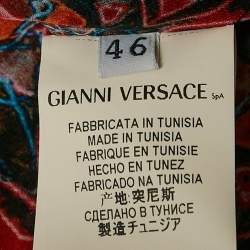 46
GIANNI VERSACE SpA
FABBRICATA IN TUNISIA
MADE IN TUNISIA
FABRIQUE EN TUNISIE
HECHO EN TUNEZ
FABRICADO NA TUNISIA
产地:突尼斯
СДЕЛАНО В ТУНИСЕ
製造チュニジア